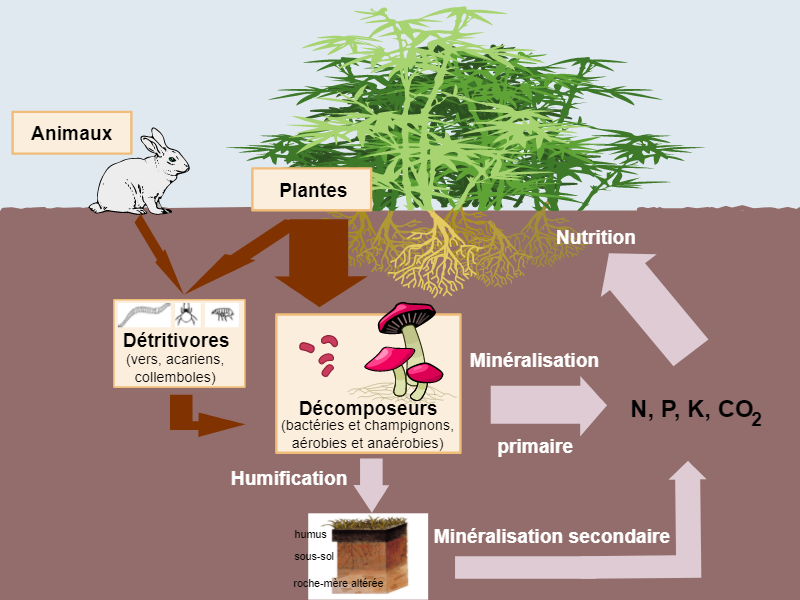 Animaux
Plantes
Nutrition
Détritivores
(vers, acariens,
collemboles)
Minéralisation
primaire
N, P, K, CO2
Décomposeurs
(bactéries et champignons,
aérobies et anaérobies)
Humification
Minéralisation secondaire
humus
sous-sol
roche-mère altérée